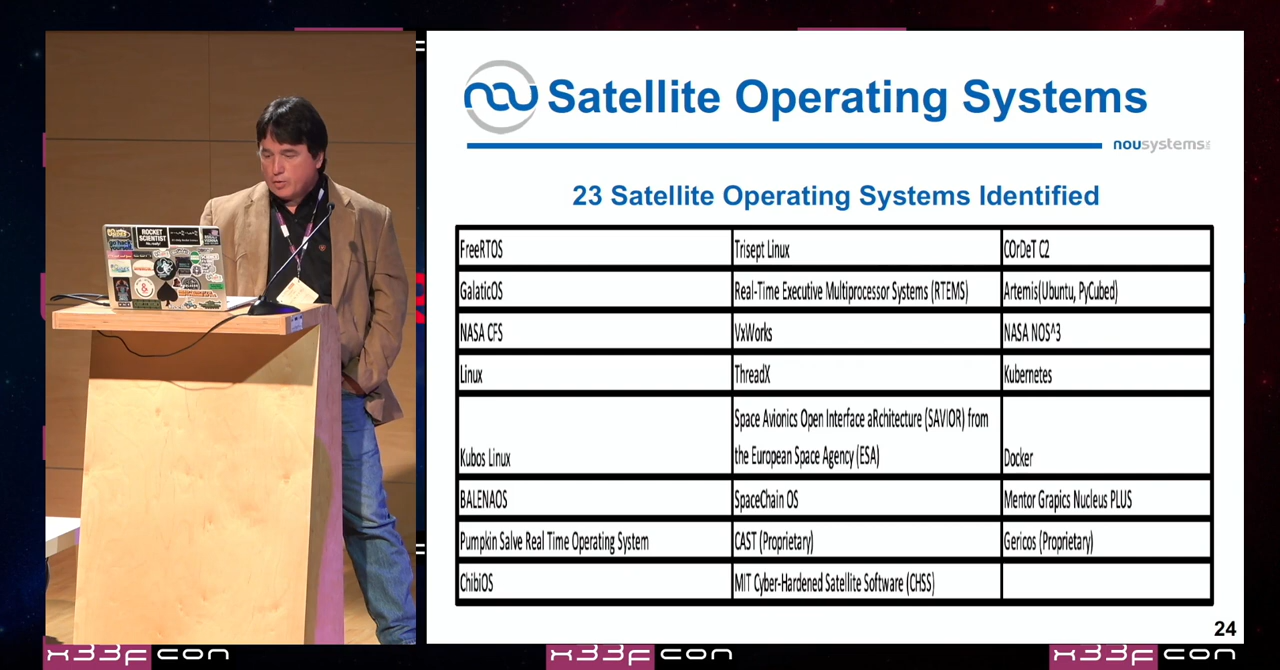 nou Satellite Operating Systems
nousystems
23 Satellite Operating Systems Identified
FreeRTOS Trisept Linux COrDeT C2
GalaticOS Real-Time Executive Multiprocessor Systems (RTEMS) Artemis(Ubuntu, PyCubed)
NASA CFS VxWorks NASA NOS^3
Linux ThreadX Kubernetes
Space Avionics Open Interface aRchitecture (SAVIOR) from
Kubos Linux the European Space Agency (ESA) Docker
BALENAOS SpaceChain OS Mentor Grapics Nucleus PLUS
Pumpkin Salve Real Time Operating System CAST (Proprietary) Gericos (Proprietary)
ChibiOS MIT Cyber-Hardened Satellite Software (CHSS)
24
ROCKET
SCIENTIST
x33fcon x33fcon x33fcon